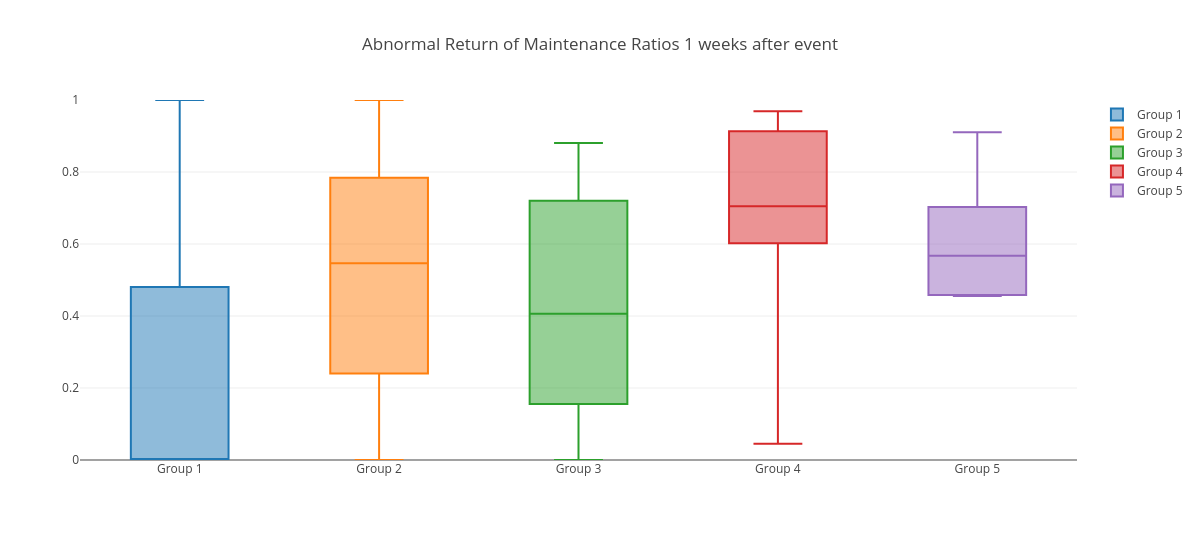 Abnormal Return of Maintenance Ratios 1 weeks after event
1
0.8
0.6
0.4
0.2
0
Group 1
Group 2
Group 3
Group 4
Group 5
Group 1
Group 2
Group 3
Group 4
Group 5